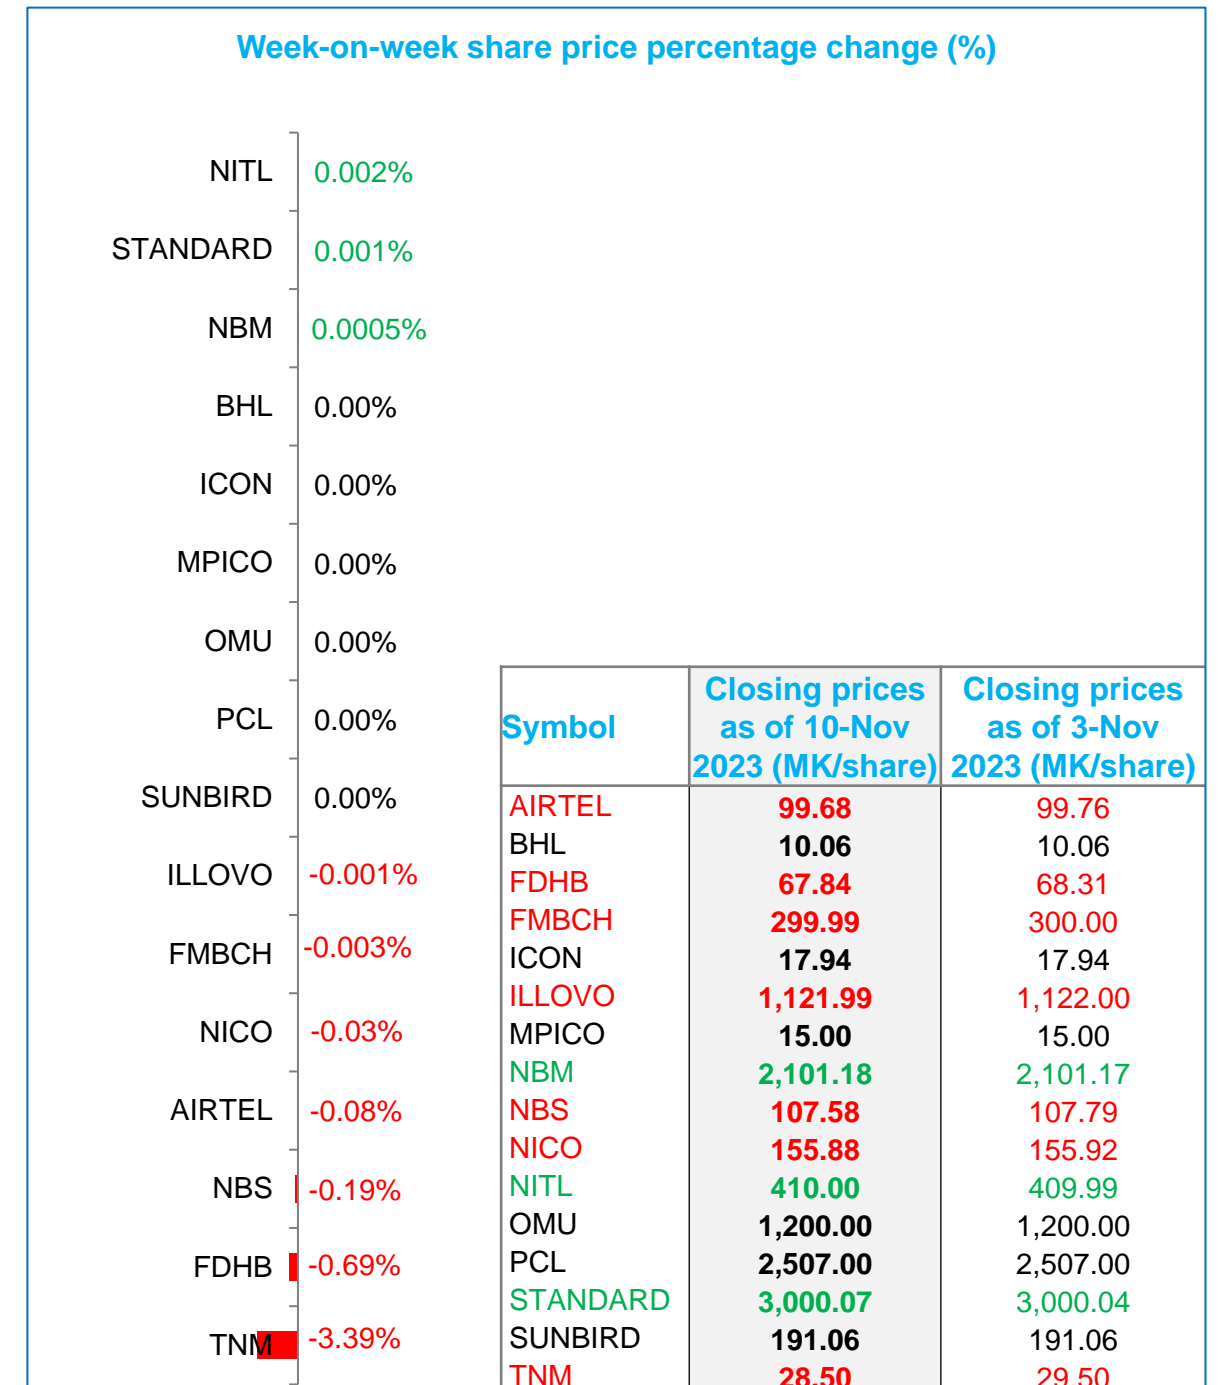 Week-on-week share price percentage change (%)
NITL 0.002%
STANDARD 0.001%
NBM 0.0005%
BHL 0.00%
ICON 0.00%
MPICO 0.00%
OMU 0.00%
PCL 0.00%
SUNBIRD 0.00%
ILLOVO -0.001%
FMBCH -0.003%
NICO -0.03%
AIRTEL -0.08%
NBS -0.19%
FDHB -0.69%
TNM -3.39%
Symbol Closing prices as of 10-Nov 2023 (MK/share) Closing prices as of 3-Nov 2023 (MK/share)
AIRTEL 99.68 99.76
BHL 10.06 10.06
FDHB 67.84 68.31
FMBCH 299.99 300.00
ICON 17.94 17.94
ILLOVO 1,121.99 1,122.00
MPICO 15.00 15.00
NBM 2,101.18 2,101.17
NBS 107.58 107.79
NICO 155.88 155.92
NITL 410.00 409.99
OMU 1,200.00 1,200.00
PCL 2,507.00 2,507.00
STANDARD 3,000.07 3,000.04
SUNBIRD 191.06 191.06
TNM 28.50 29.50